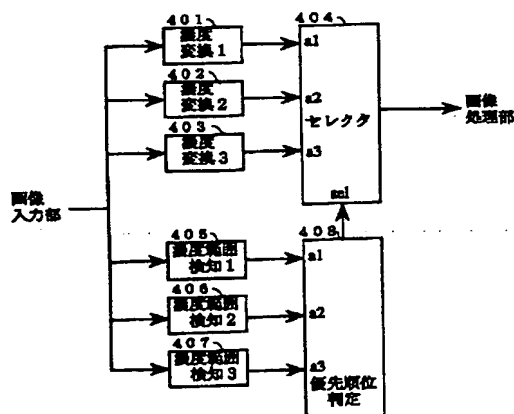 401
濃度
変換1
402
濃度
変換2
403
濃度
変換3
404
a1
a2
セレクタ
a3
sel
画像
処理部
画像
入力部
405
濃度範囲
検知1
406
濃度範囲
検知2
407
濃度範囲
検知3
408
a1
a2
a3
優先順位
判定